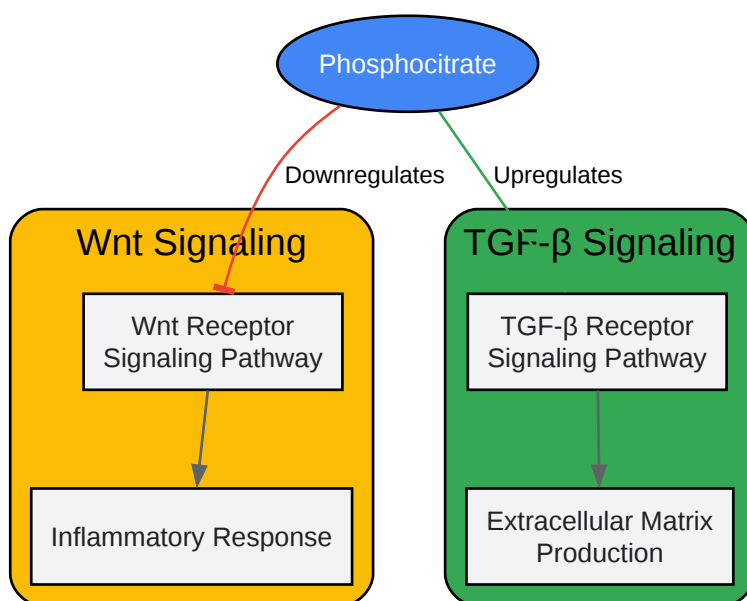 Phosphocitrate
Downregulates
Upregulates
Wnt Signaling
TGF-β Signaling
Wnt Receptor
Signaling Pathway
TGF-β Receptor
Signaling Pathway
Inflammatory Response
Extracellular Matrix
Production